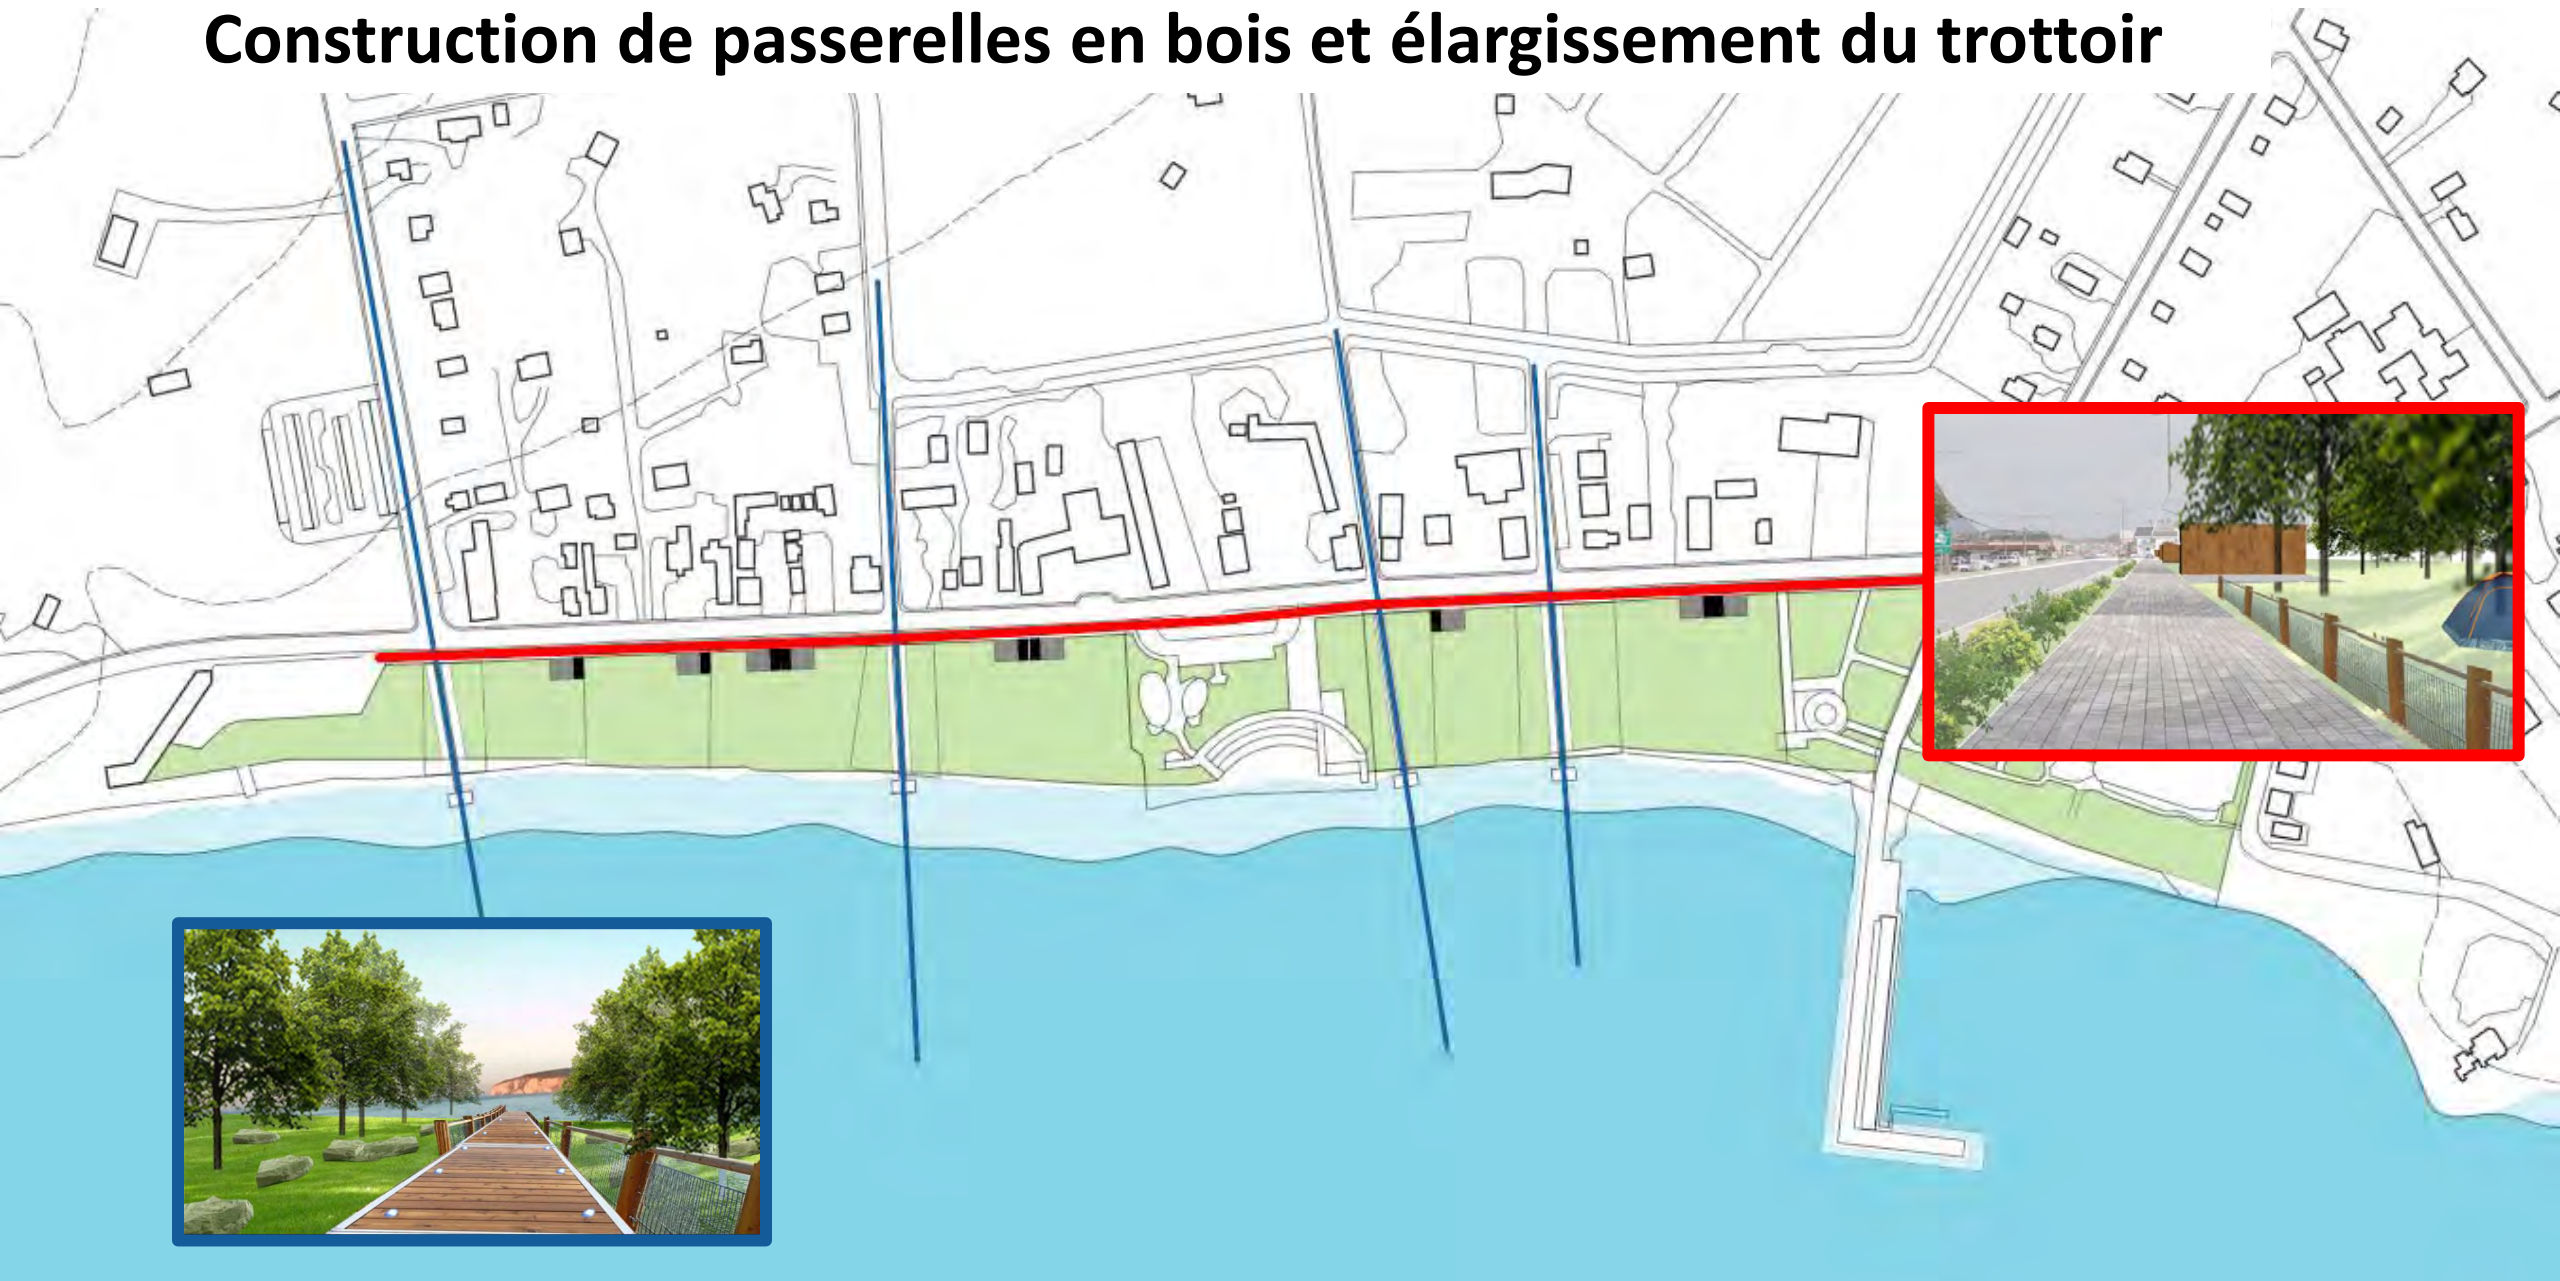 Construction de passerelles en bois et élargissement du trottoir